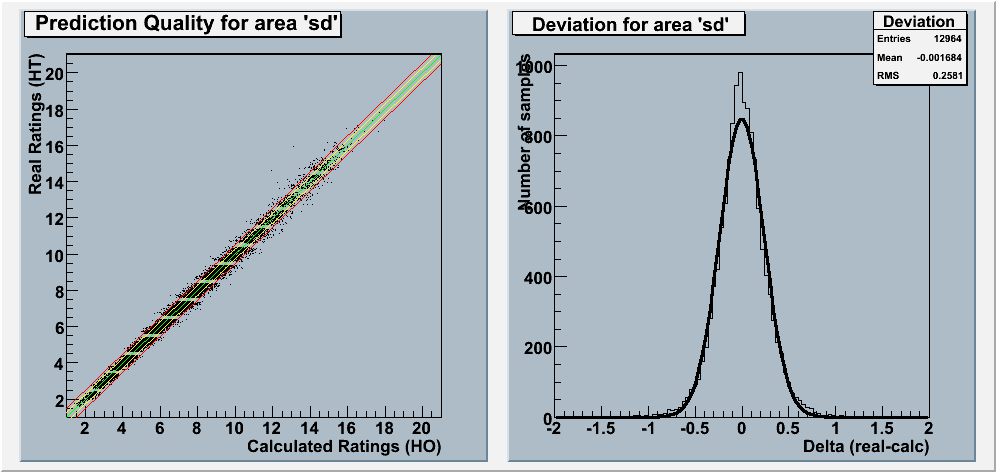 Prediction Quality for area 'sd'
Real Ratings (HT)
20
18
16
14
12
10
8
6
4
2
2 4 6 8 10 12 14 16 18 20
Calculated Ratings (HO)
Deviation for area 'sd'
Deviation
Entries 12964
Mean -0.001684
RMS 0.2581
Number of samples
1000
800
600
400
200
0
-2 -1.5 -1 -0.5 0 0.5 1 1.5 2
Delta (real-calc)